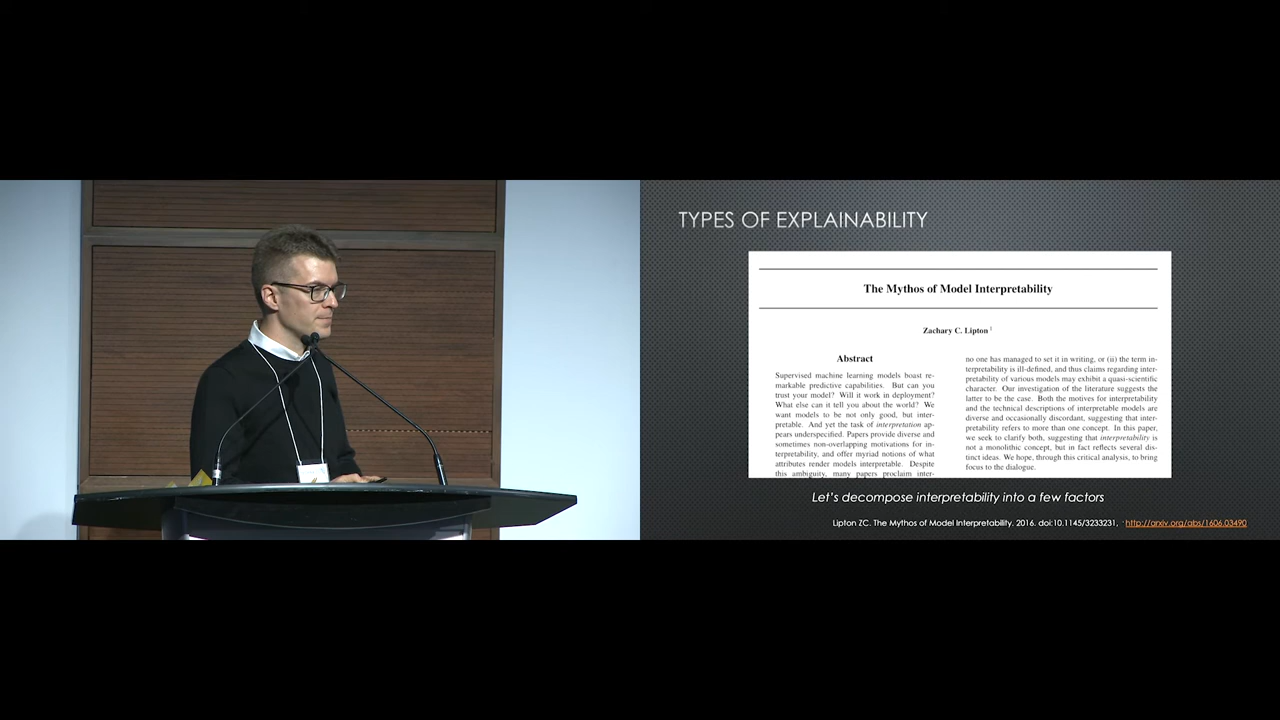 TYPES OF EXPLAINABILITY
The Mythos of Model Interpretability
Zachary C. Lipton 1
Abstract
Supervised machine learning models boast re-
markable predictive capabilities. But can you
trust your model? Will it work in deployment?
What else can it tell you about the world? We
want models to be not only good, but inter-
pretable. And yet the task of interpretation ap-
pears underspecified. Papers provide diverse and
sometimes non-overlapping motivations for in-
terpretability, and offer myriad notions of what
attributes render models interpretable. Despite
this ambiguity, many papers proclaim inter-
no one has managed to set it in writing, or (ii) the term in-
terpretability is ill-defined, and thus claims regarding inter-
pretability of various models may exhibit a quasi-scientific
character. Our investigation of the literature suggests the
latter to be the case. Both the motives for interpretability
and the technical descriptions of interpretable models are
diverse and occasionally discordant, suggesting that inter-
pretability refers to more than one concept. In this paper,
we seek to clarify both, suggesting that interpretability is
not a monolithic concept, but in fact reflects several dis-
tinct ideas. We hope, through this critical analysis, to bring
focus to the dialogue.
Let's decompose interpretability into a few factors
Lipton ZC. The Mythos of Model Interpretability. 2016. doi:10.1145/3233231, http://arxiv.org/abs/1606.03490